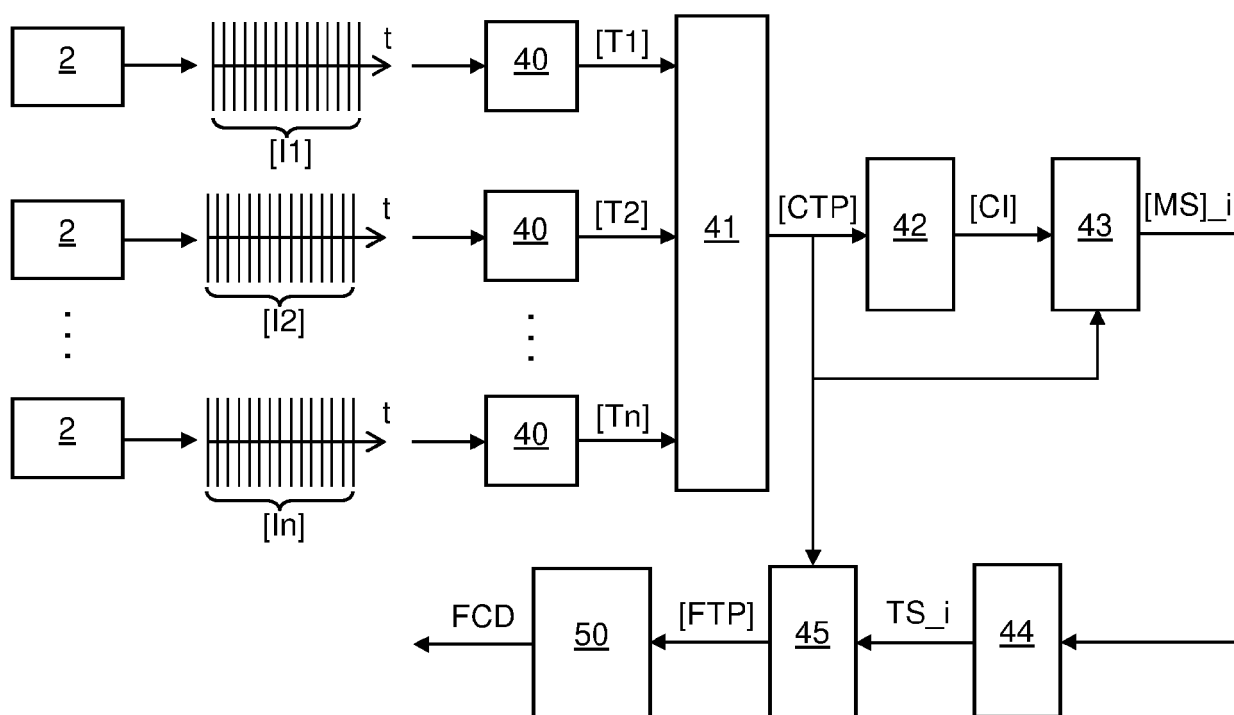 2 t 40 [T1]
[I1]
2 t 40 [T2] 41 [CTP] 42 [CI] 43 [MS]_i
[I2]
2 t 40 [Tn]
[In]
FCD 50 [FTP] 45 TS_i 44